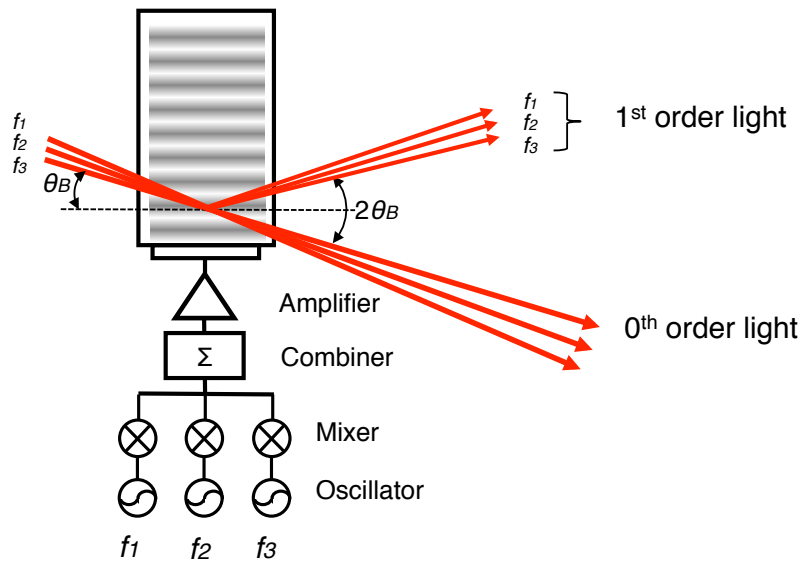 f1
f2
f3
θB
f1
f2
f3
1st order light
2θB
0th order light
Amplifier
Σ
Combiner
Mixer
Oscillator
f1
f2
f3